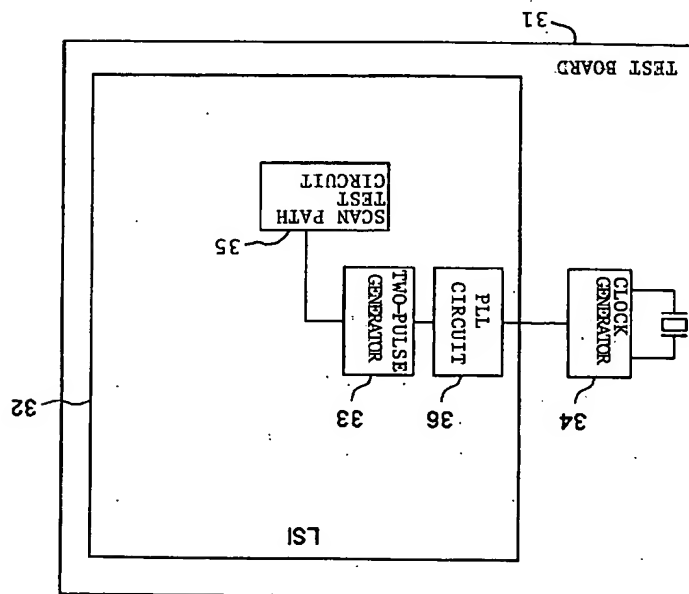 31
TEST BOARD
SCAN PATH
TEST
CIRCUIT
35
CLOCK
GENERATOR
34
PLL
CIRCUIT
36
TWO-PULSE
GENERATOR
33
32
LSI